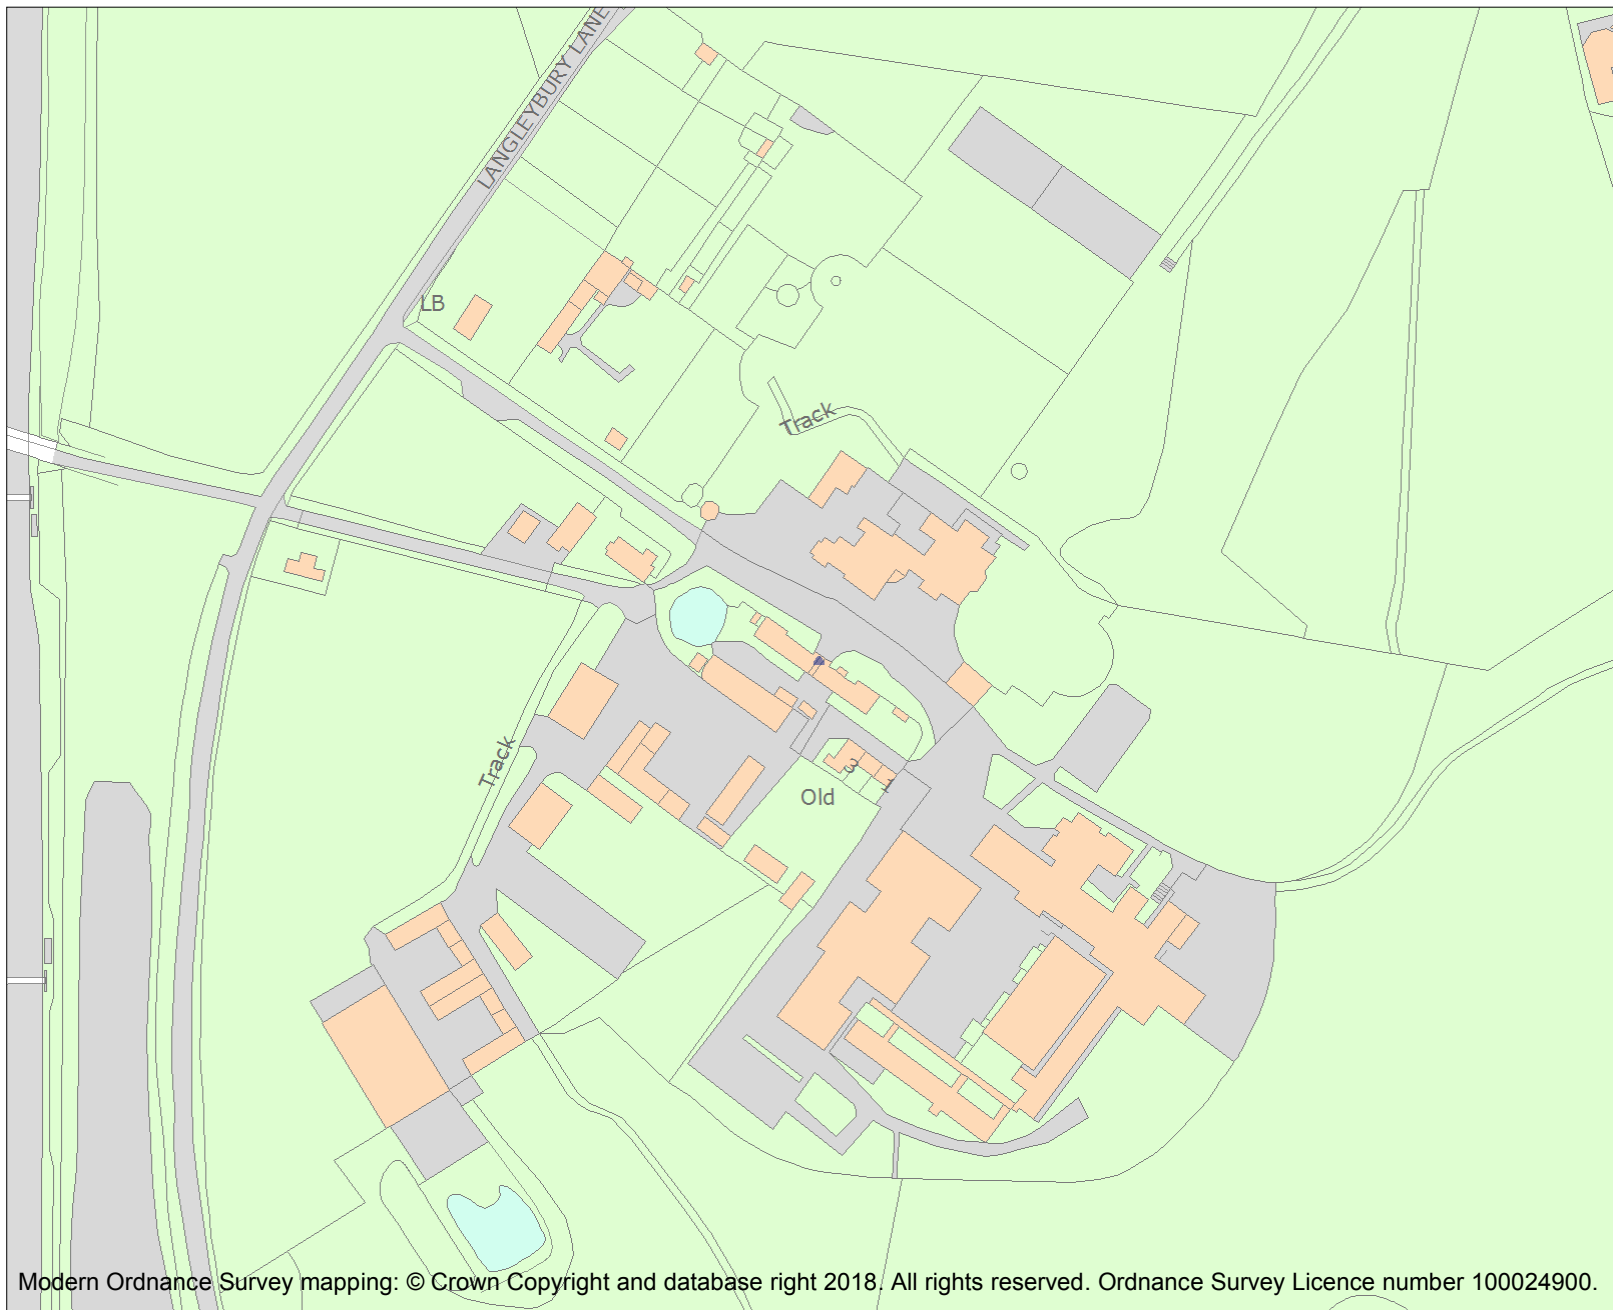 LANGLEYBURY LANE
LB
Track
Track
3
1
Old
Modern Ordnance Survey mapping: © Crown Copyright and database right 2018. All rights reserved. Ordnance Survey Licence number 100024900.